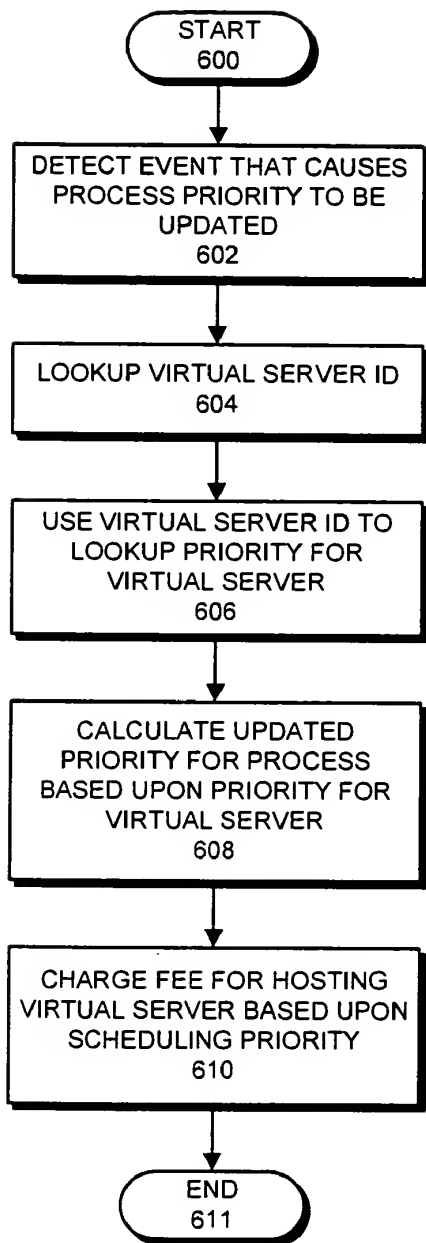 START
600
DETECT EVENT THAT CAUSES
PROCESS PRIORITY TO BE
UPDATED
602
LOOKUP VIRTUAL SERVER ID
604
USE VIRTUAL SERVER ID TO
LOOKUP PRIORITY FOR
VIRTUAL SERVER
606
CALCULATE UPDATED
PRIORITY FOR PROCESS
BASED UPON PRIORITY FOR
VIRTUAL SERVER
608
CHARGE FEE FOR HOSTING
VIRTUAL SERVER BASED UPON
SCHEDULING PRIORITY
610
END
611